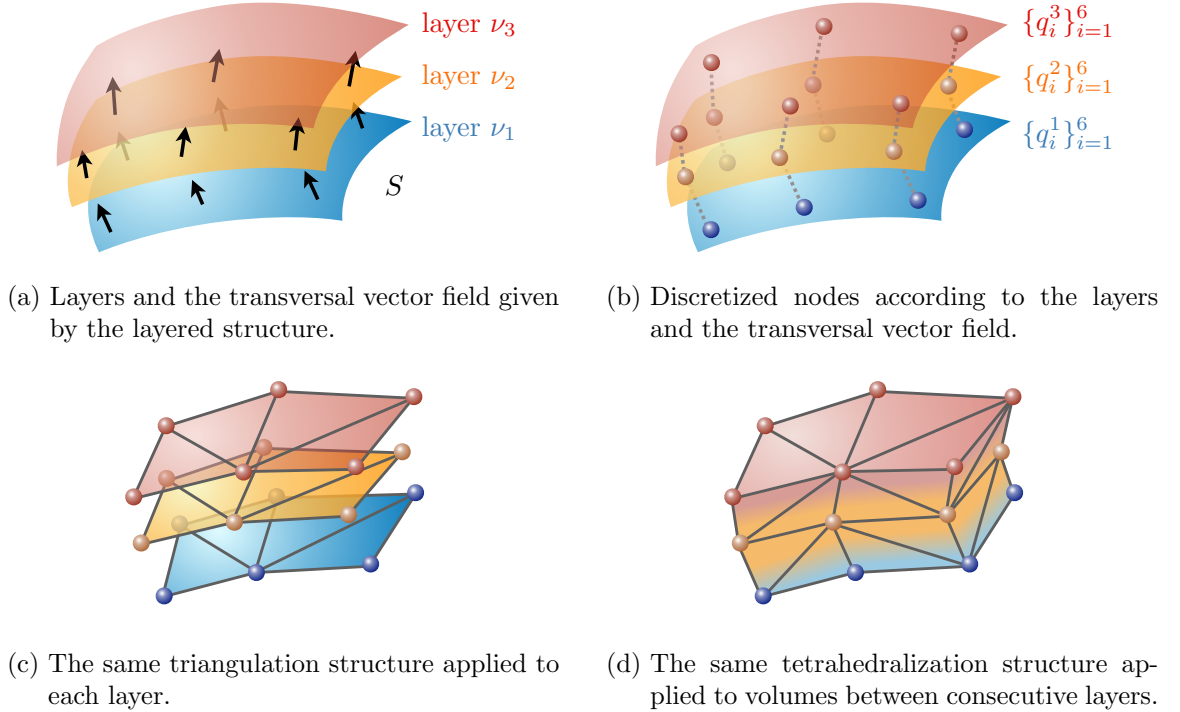 layer ν₃
layer ν₂
layer ν₁
S
(a) Layers and the transversal vector field given
by the layered structure.
{q_i^3}_{i=1}^6
{q_i^2}_{i=1}^6
{q_i^1}_{i=1}^6
(b) Discretized nodes according to the layers
and the transversal vector field.
(c) The same triangulation structure applied to
each layer.
(d) The same tetrahedralization structure ap-
plied to volumes between consecutive layers.